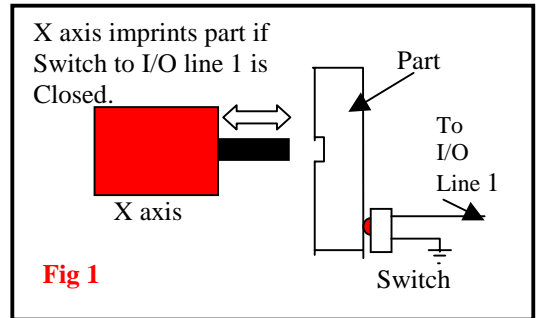 X axis imprints part if
Switch to I/O line 1 is
Closed.
Part
To
I/O
Line 1
X axis
Fig 1
Switch